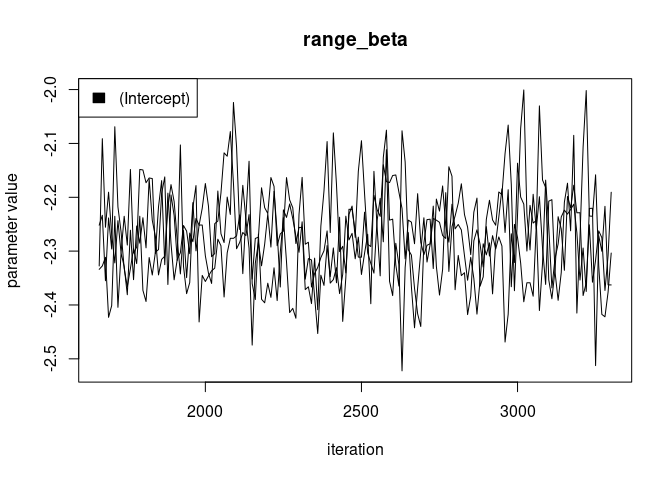 range_beta
(Intercept)
parameter value
-2.0
-2.1
-2.2
-2.3
-2.4
-2.5
2000 2500 3000
iteration